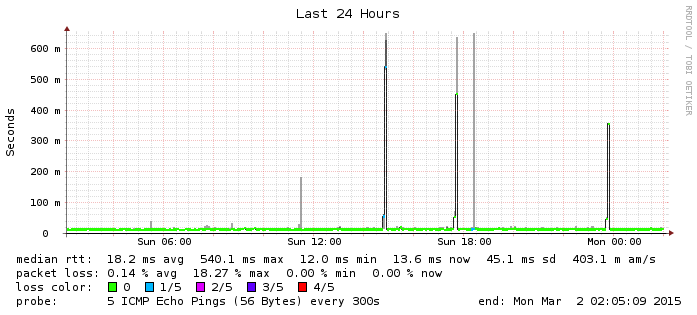 Last 24 Hours
RRDTOOL / TOBI OETIKER
Seconds
600 m
500 m
400 m
300 m
200 m
100 m
0
Sun 06:00 Sun 12:00 Sun 18:00 Mon 00:00
median rtt: 18.2 ms avg 540.1 ms max 12.0 ms min 13.6 ms now 45.1 ms sd 403.1 m am/s
packet loss: 0.14 % avg 18.27 % max 0.00 % min 0.00 % now
loss color: 0 1/5 2/5 3/5 4/5
probe: 5 ICMP Echo Pings (56 Bytes) every 300s end: Mon Mar 2 02:05:09 2015